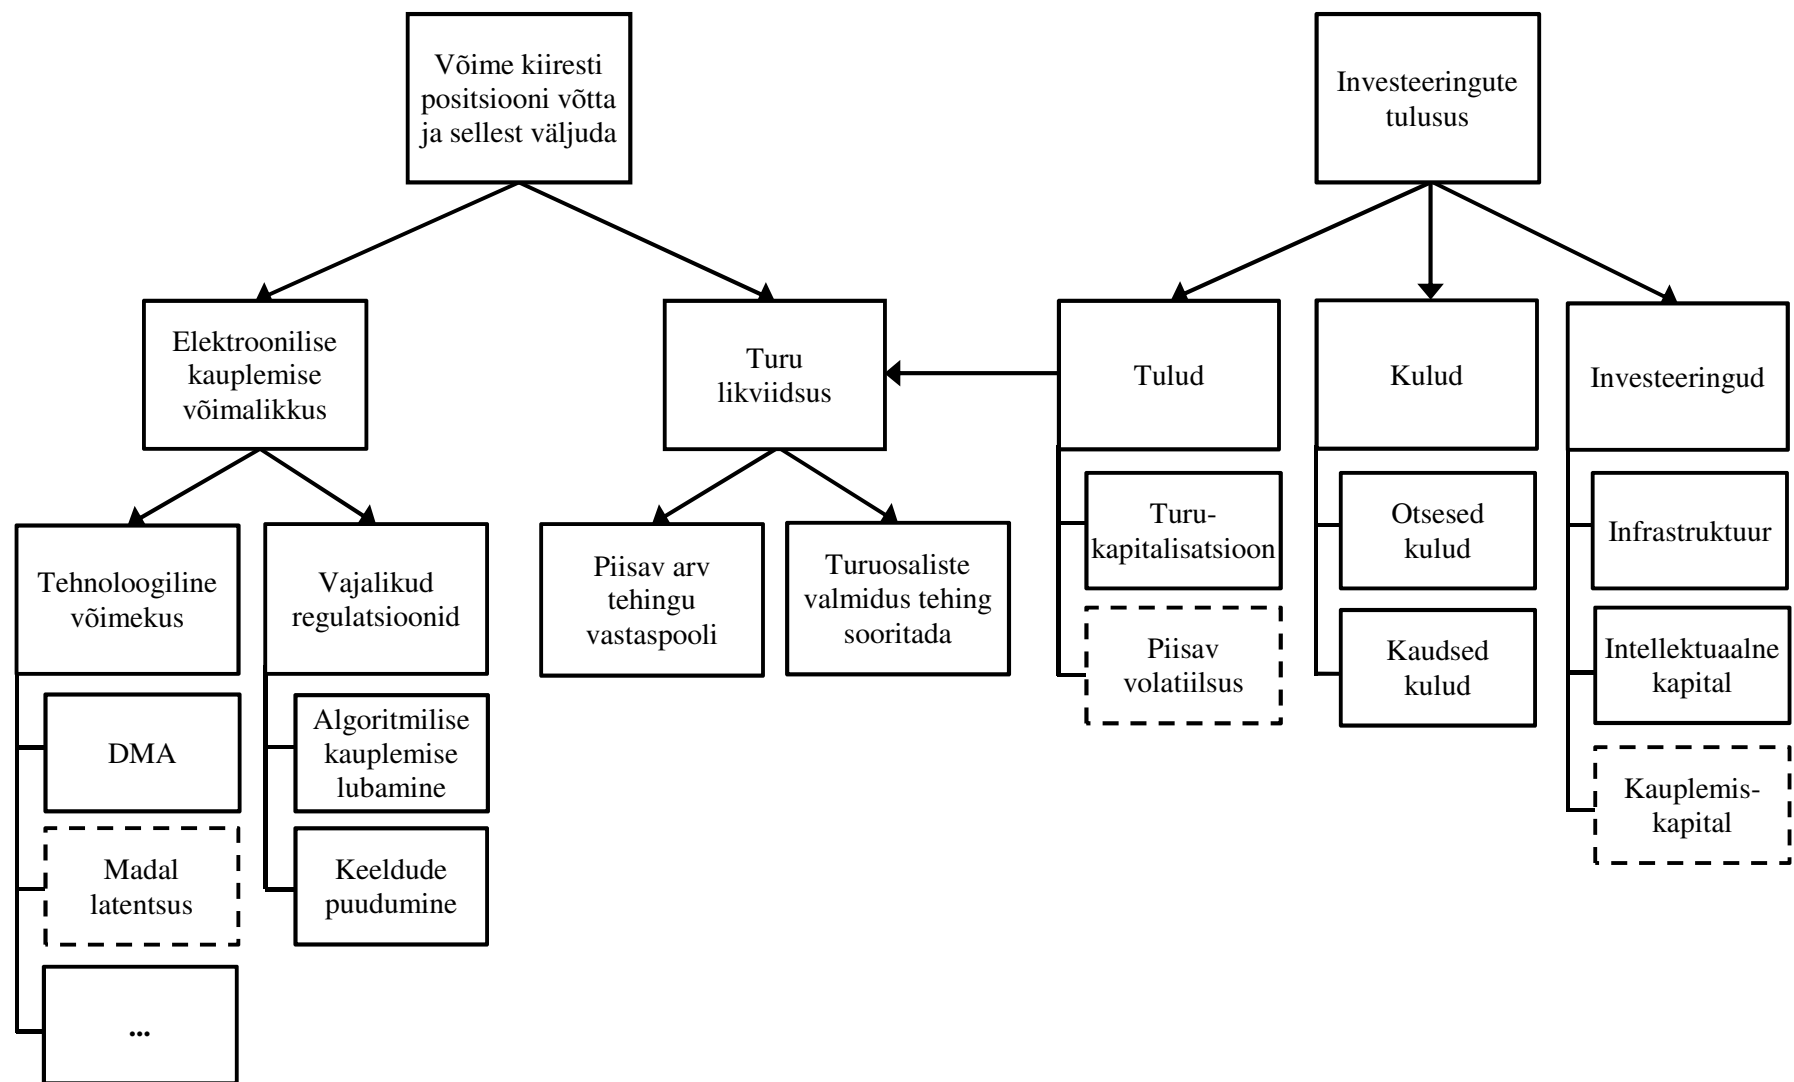 Võime kiiresti
positsiooni võtta
ja sellest väljuda
Investeeringute
tulusus
Elektroonilise
kauplemise
võimalikkus
Turu
likviidsus
Tulud
Kulud
Investeeringud
Tehnoloogiline
võimekus
Vajalikud
regulatsioonid
Piisav arv
tehingu
vastaspooli
Turuosaliste
valmidus tehing
sooritada
Turu-
kapitalisatsioon
Piisav
volatiilsus
Otsesed
kulud
Kaudsed
kulud
Infrastruktuur
Intellektuaalne
kapital
Kauplemis-
kapital
DMA
Madal
latentsus
...
Algoritmilise
kauplemise
lubamine
Keeldude
puudumine